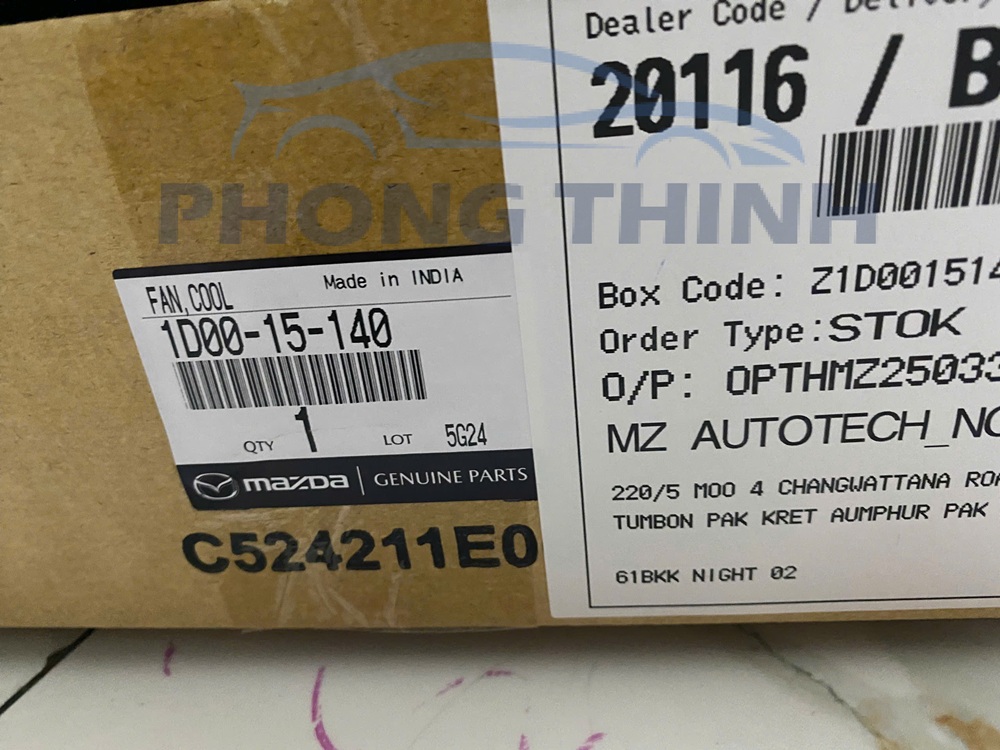 PHONG THINH
FAN, COOL Made in INDIA
1D00-15-140
QTY 1 LOT 5G24
mazDa GENUINE PARTS
C524211E0
Dealer Code /
20116 / B
Box Code: Z1D001514
Order Type:STOK
O/P: OPTHMZ25033
MZ AUTOTECH_NO
220/5 MOO 4 CHANGWATTANA ROA
TUMBON PAK KRET AUMPHUR PAK
61BKK NIGHT 02